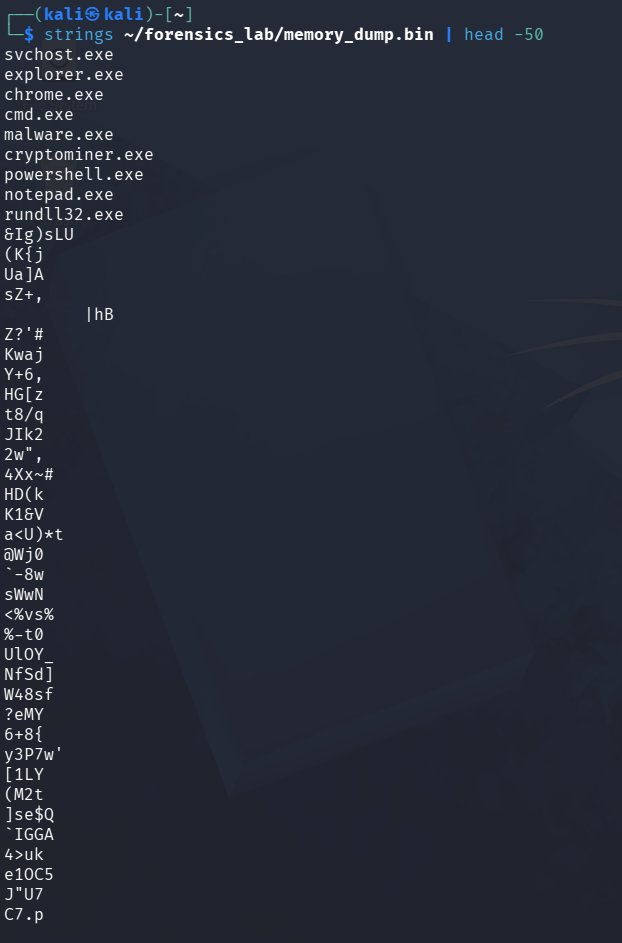 ┌──(kali㉿kali)-[~]
└─$ strings ~/forensics_lab/memory_dump.bin | head -50
svchost.exe
explorer.exe
chrome.exe
cmd.exe
malware.exe
cryptominer.exe
powershell.exe
notepad.exe
rundll32.exe
&Ig)sLU
(K{j
Ua]A
sZ+,
        |hB
Z?'#
Kwaj
Y+6,
HG[z
t8/q
JIk2
2w",
4Xx~#
HD(k
K1&V
a<U)*t
@Wj0
`-8w
sWwN
<%vs%
%-t0
UlOY_
NfSd]
W48sf
?eMY
6+8{
y3P7w'
[1LY
(M2t
]se$Q
`IGGA
4>uk
e1OC5
J"U7
C7.p